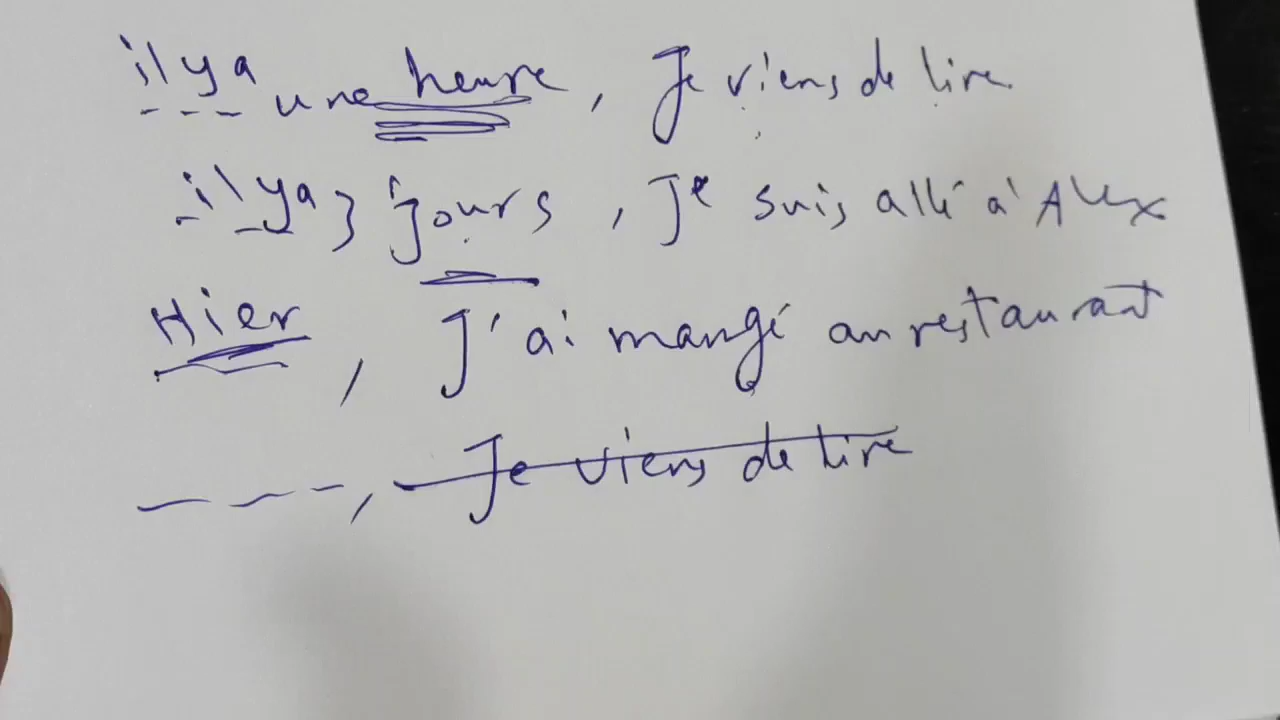 il y a une heure, Je viens de lire
il y a 3 jours, Je suis allé à Alex
Hier, J'ai mangé au restaurant
---, Je viens de lire